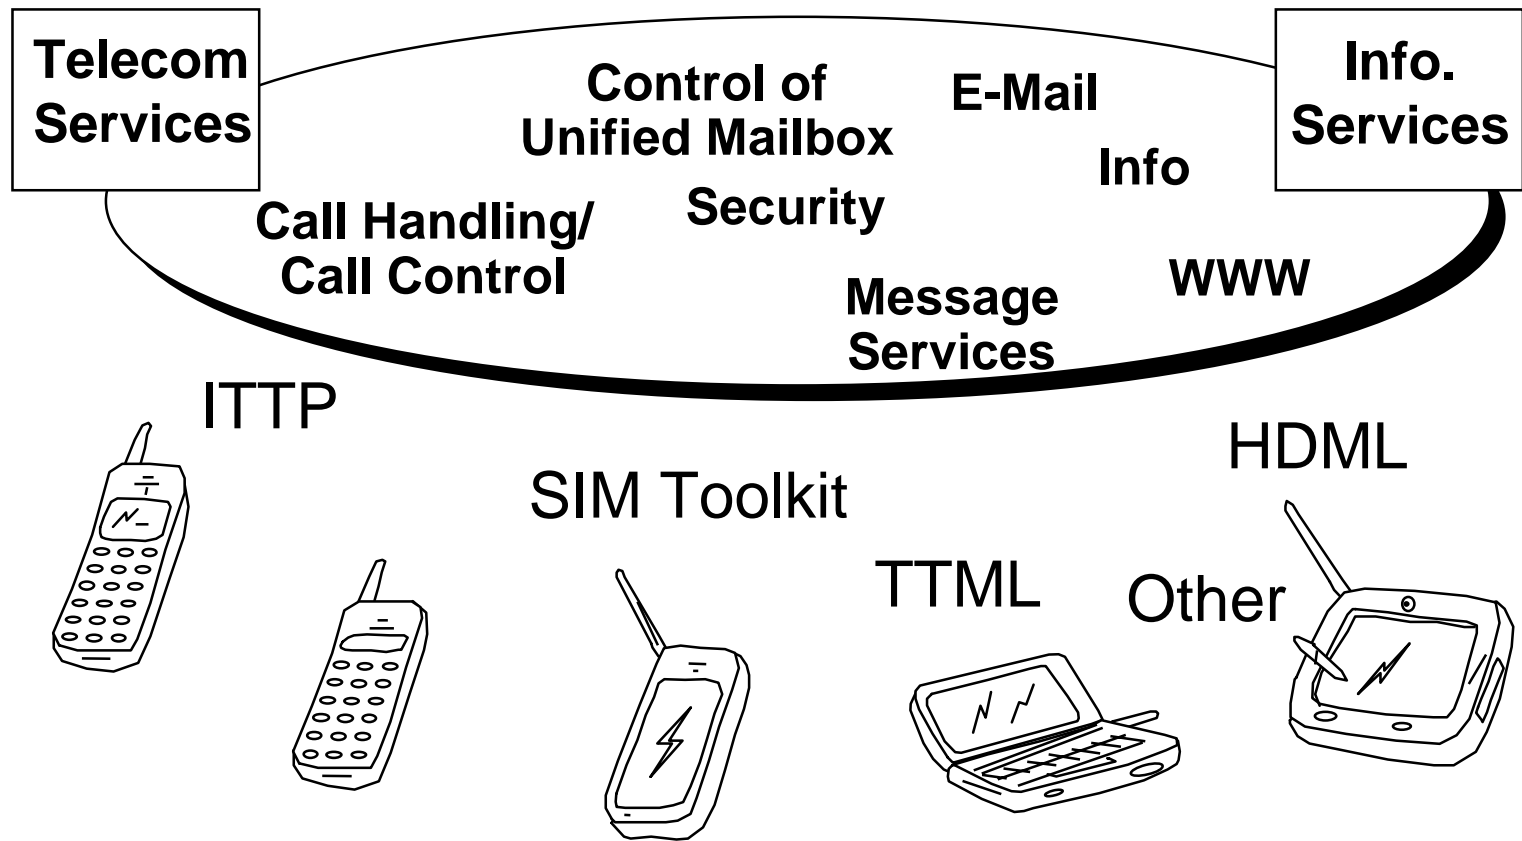 Telecom
Services
Control of
Unified Mailbox
E-Mail
Info.
Services
Info
Security
Call Handling/
Call Control
WWW
Message
Services
ITTP
HDML
SIM Toolkit
TTML
Other